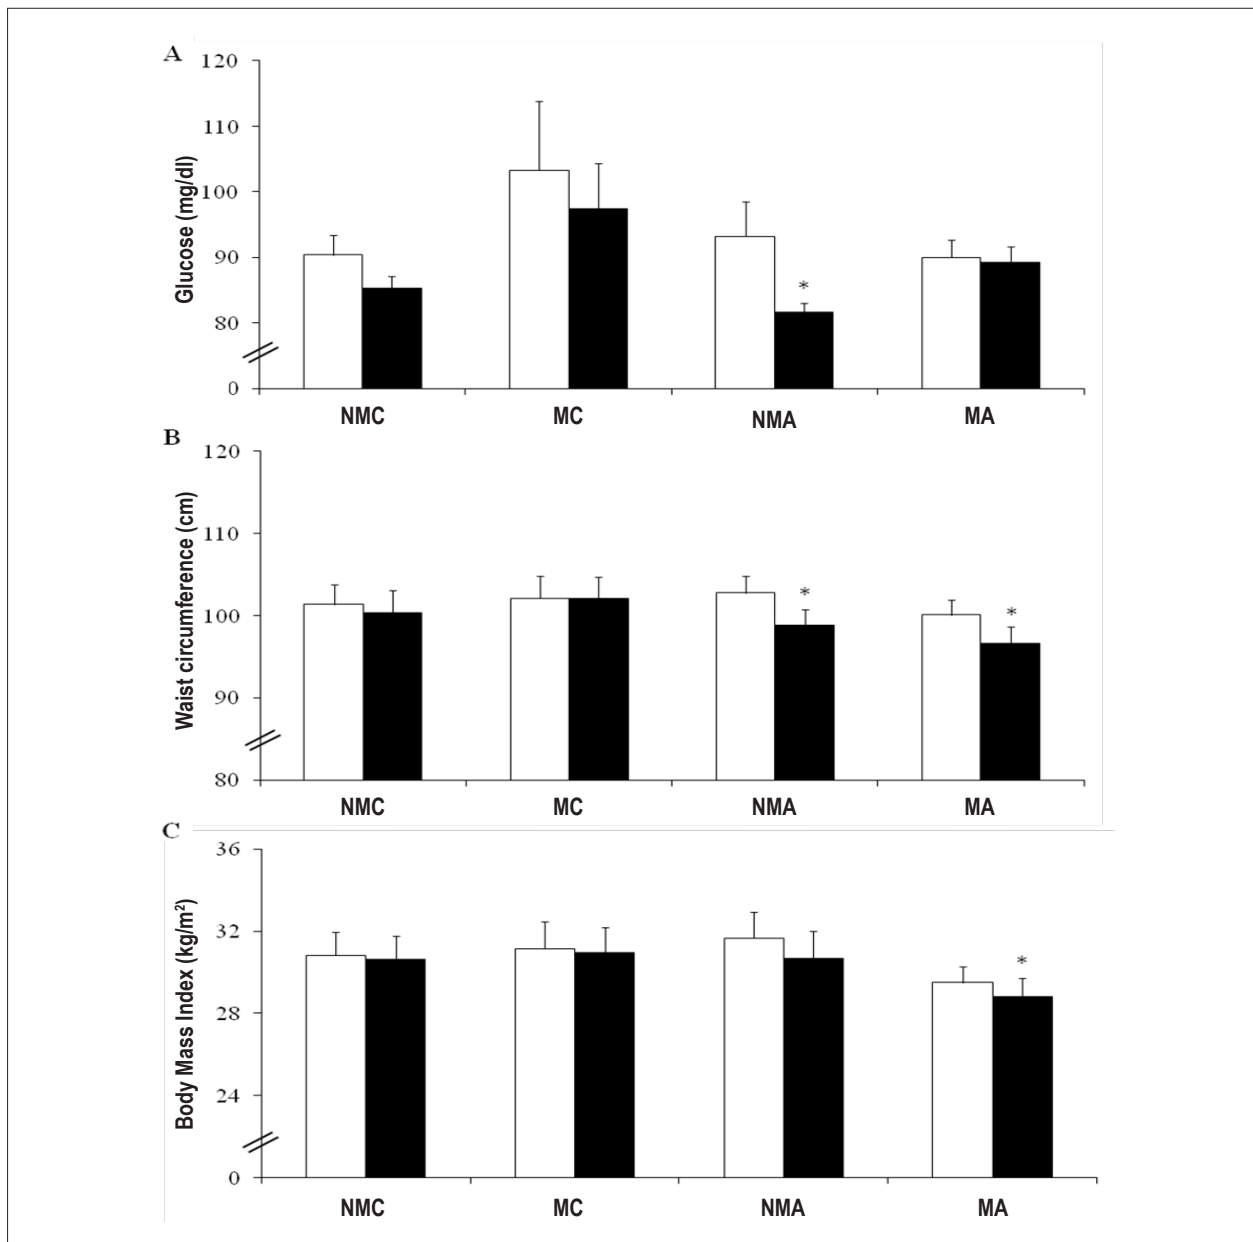 A
Glucose (mg/dl)
120
110
100
90
80
0
*
NMC MC NMA MA
B
Waist circumference (cm)
120
110
100
90
80
* *
NMC MC NMA MA
C
Body Mass Index (kg/m²)
36
32
28
24
0
*
NMC MC NMA MA